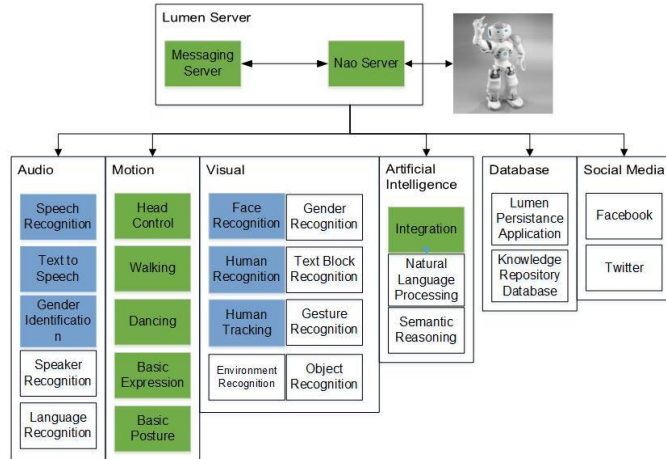 Lumen Server
Messaging
Server
Nao Server
Audio
Speech
Recognition
Text to
Speech
Gender
Identificatio
n
Speaker
Recognition
Language
Recognition
Motion
Head
Control
Walking
Dancing
Basic
Expression
Basic
Posture
Visual
Face
Recognition
Gender
Recognition
Human
Recognition
Text Block
Recognition
Human
Tracking
Gesture
Recognition
Environment
Recognition
Object
Recognition
Artificial
Intelligence
Integration
Natural
Language
Processing
Semantic
Reasoning
Database
Lumen
Persistance
Application
Knowledge
Repository
Database
Social Media
Facebook
Twitter